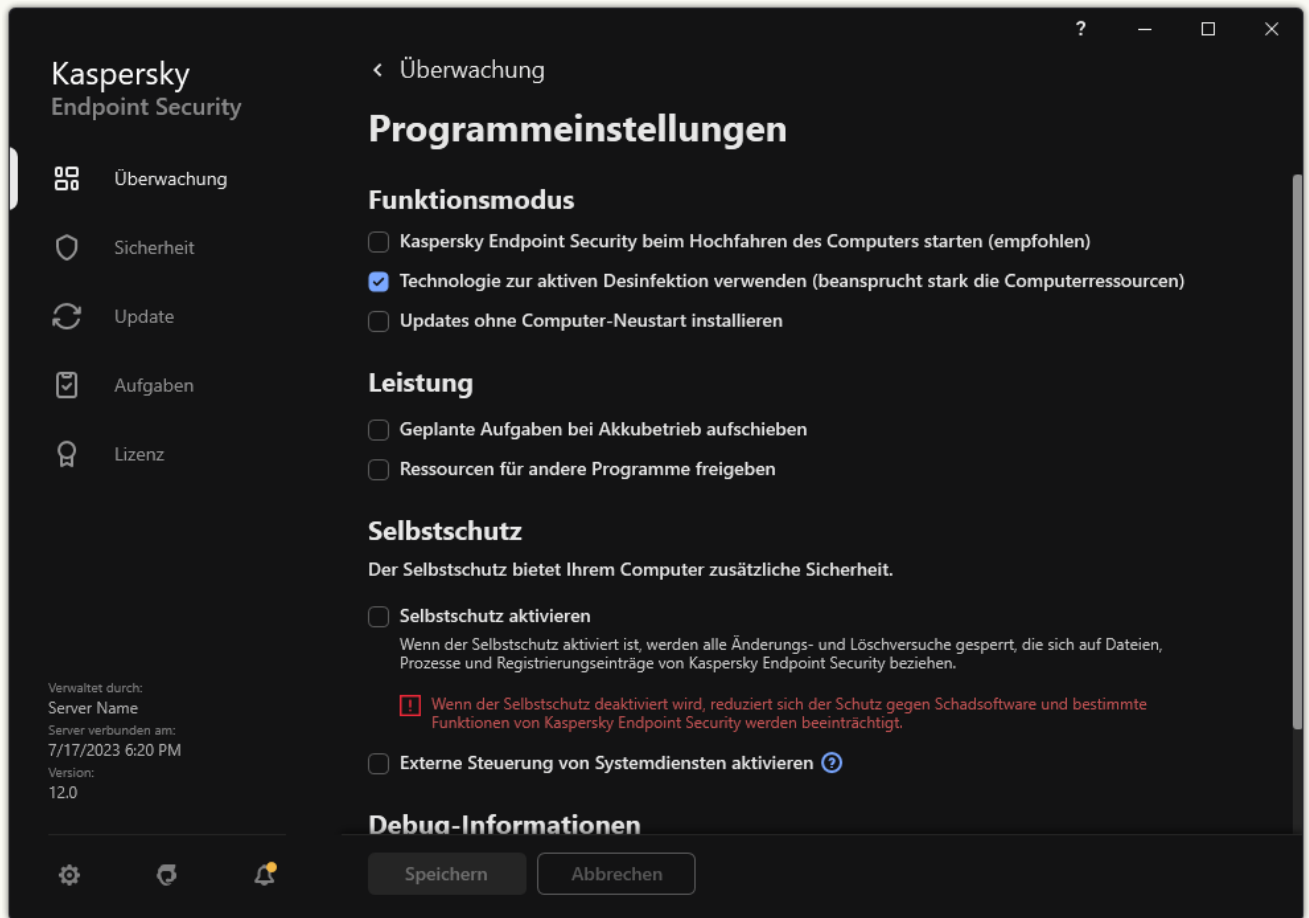 ?
Kaspersky
Endpoint Security
Überwachung
Sicherheit
Update
Aufgaben
Lizenz
Verwaltet durch:
Server Name
Server verbunden am:
7/17/2023 6:20 PM
Version:
12.0
Überwachung
Programmeinstellungen
Funktionsmodus
Kaspersky Endpoint Security beim Hochfahren des Computers starten (empfohlen)
Technologie zur aktiven Desinfektion verwenden (beansprucht stark die Computerressourcen)
Updates ohne Computer-Neustart installieren
Leistung
Geplante Aufgaben bei Akkubetrieb aufschieben
Ressourcen für andere Programme freigeben
Selbstschutz
Der Selbstschutz bietet Ihrem Computer zusätzliche Sicherheit.
Selbstschutz aktivieren
Wenn der Selbstschutz aktiviert ist, werden alle Änderungs- und Löschversuche gesperrt, die sich auf Dateien,
Prozesse und Registrierungseinträge von Kaspersky Endpoint Security beziehen.
Wenn der Selbstschutz deaktiviert wird, reduziert sich der Schutz gegen Schadsoftware und bestimmte
Funktionen von Kaspersky Endpoint Security werden beeinträchtigt.
Externe Steuerung von Systemdiensten aktivieren ?
Debug-Informationen
Speichern
Abbrechen